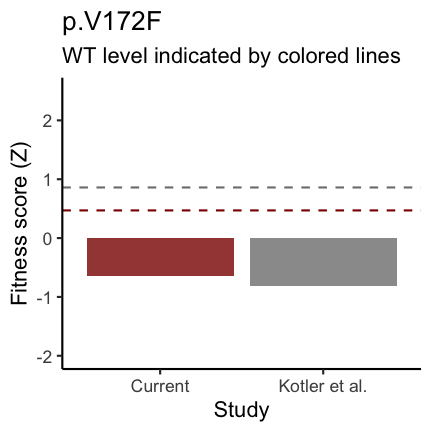 p.V172F
WT level indicated by colored lines
Fitness score (Z)
2
1
0
-1
-2
Current
Kotler et al.
Study